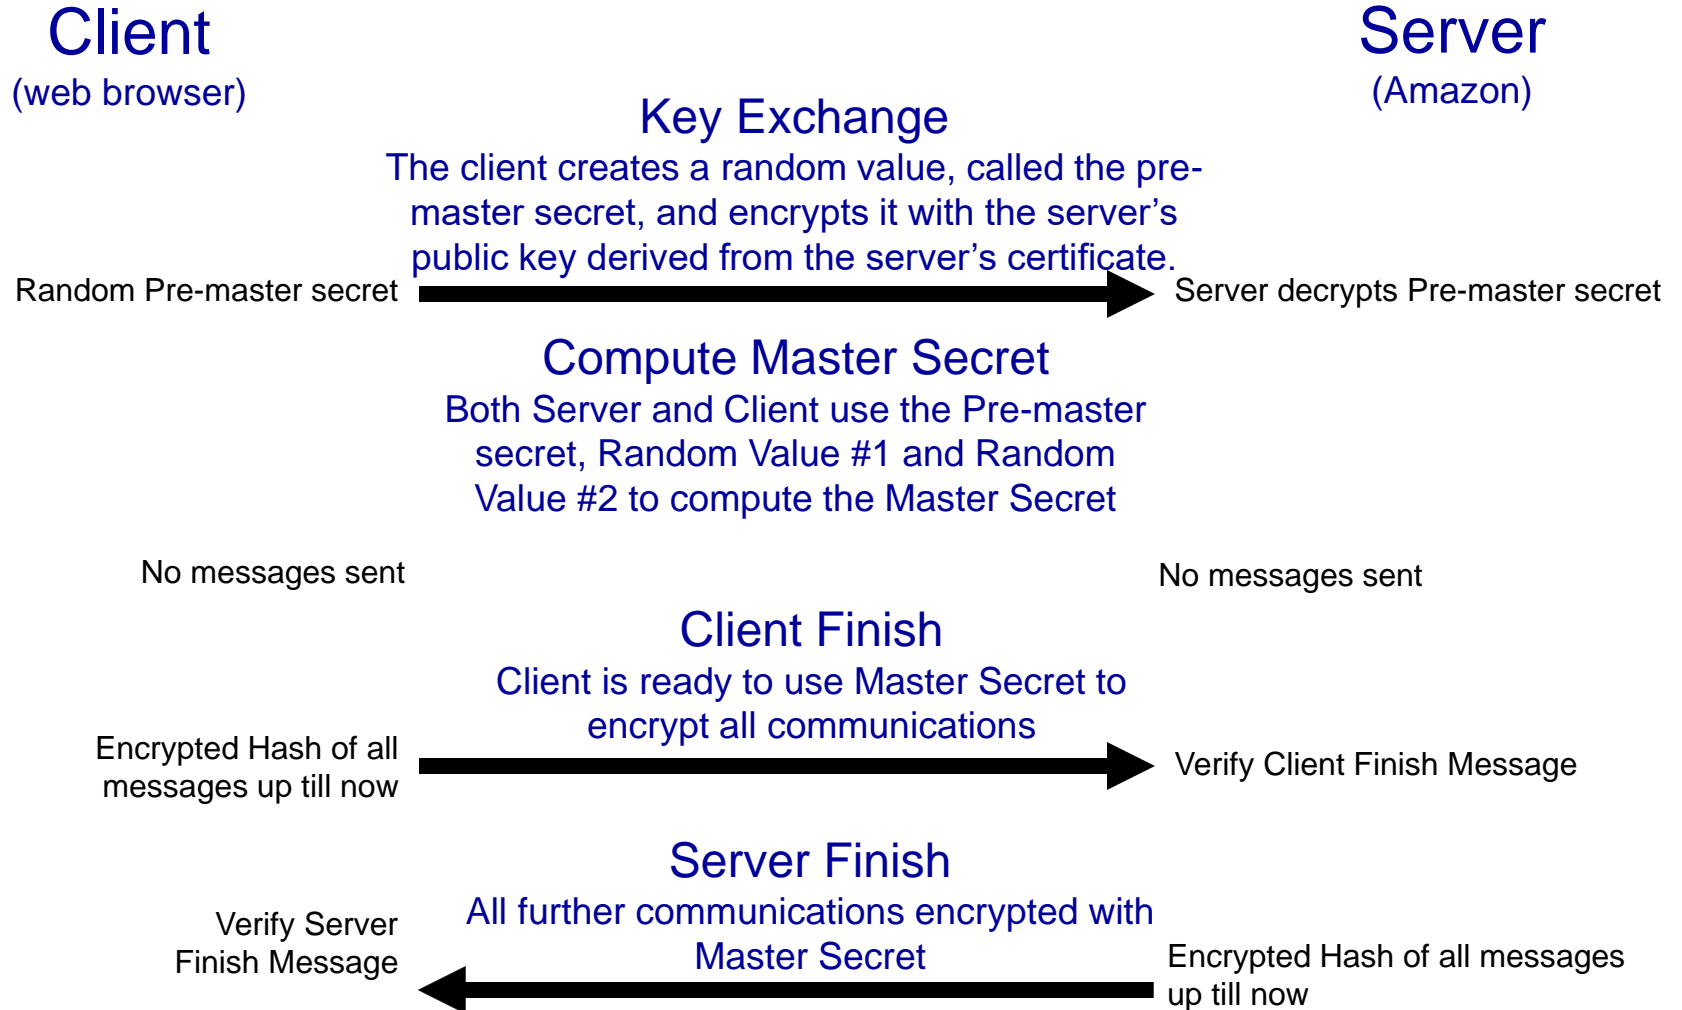 Client
(web browser)
Server
(Amazon)
Key Exchange
The client creates a random value, called the pre-
master secret, and encrypts it with the server’s
public key derived from the server’s certificate.
Random Pre-master secret
Server decrypts Pre-master secret
Compute Master Secret
Both Server and Client use the Pre-master
secret, Random Value #1 and Random
Value #2 to compute the Master Secret
No messages sent
No messages sent
Client Finish
Client is ready to use Master Secret to
encrypt all communications
Encrypted Hash of all
messages up till now
Verify Client Finish Message
Server Finish
All further communications encrypted with
Master Secret
Verify Server
Finish Message
Encrypted Hash of all messages
up till now